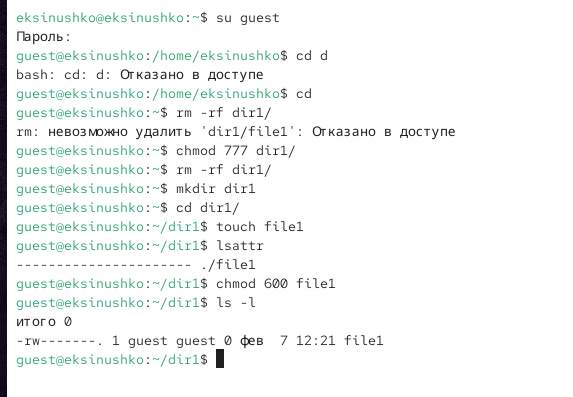 eksinushko@eksinushko:~$ su guest
Пароль:
guest@eksinushko:/home/eksinushko$ cd d
bash: cd: d: Отказано в доступе
guest@eksinushko:/home/eksinushko$ cd
guest@eksinushko:~$ rm -rf dir1/
rm: невозможно удалить 'dir1/file1': Отказано в доступе
guest@eksinushko:~$ chmod 777 dir1/
guest@eksinushko:~$ rm -rf dir1/
guest@eksinushko:~$ mkdir dir1
guest@eksinushko:~$ cd dir1/
guest@eksinushko:~/dir1$ touch file1
guest@eksinushko:~/dir1$ lsattr
---------------------- ./file1
guest@eksinushko:~/dir1$ chmod 600 file1
guest@eksinushko:~/dir1$ ls -l
итого 0
-rw-------. 1 guest guest 0 фев  7 12:21 file1
guest@eksinushko:~/dir1$